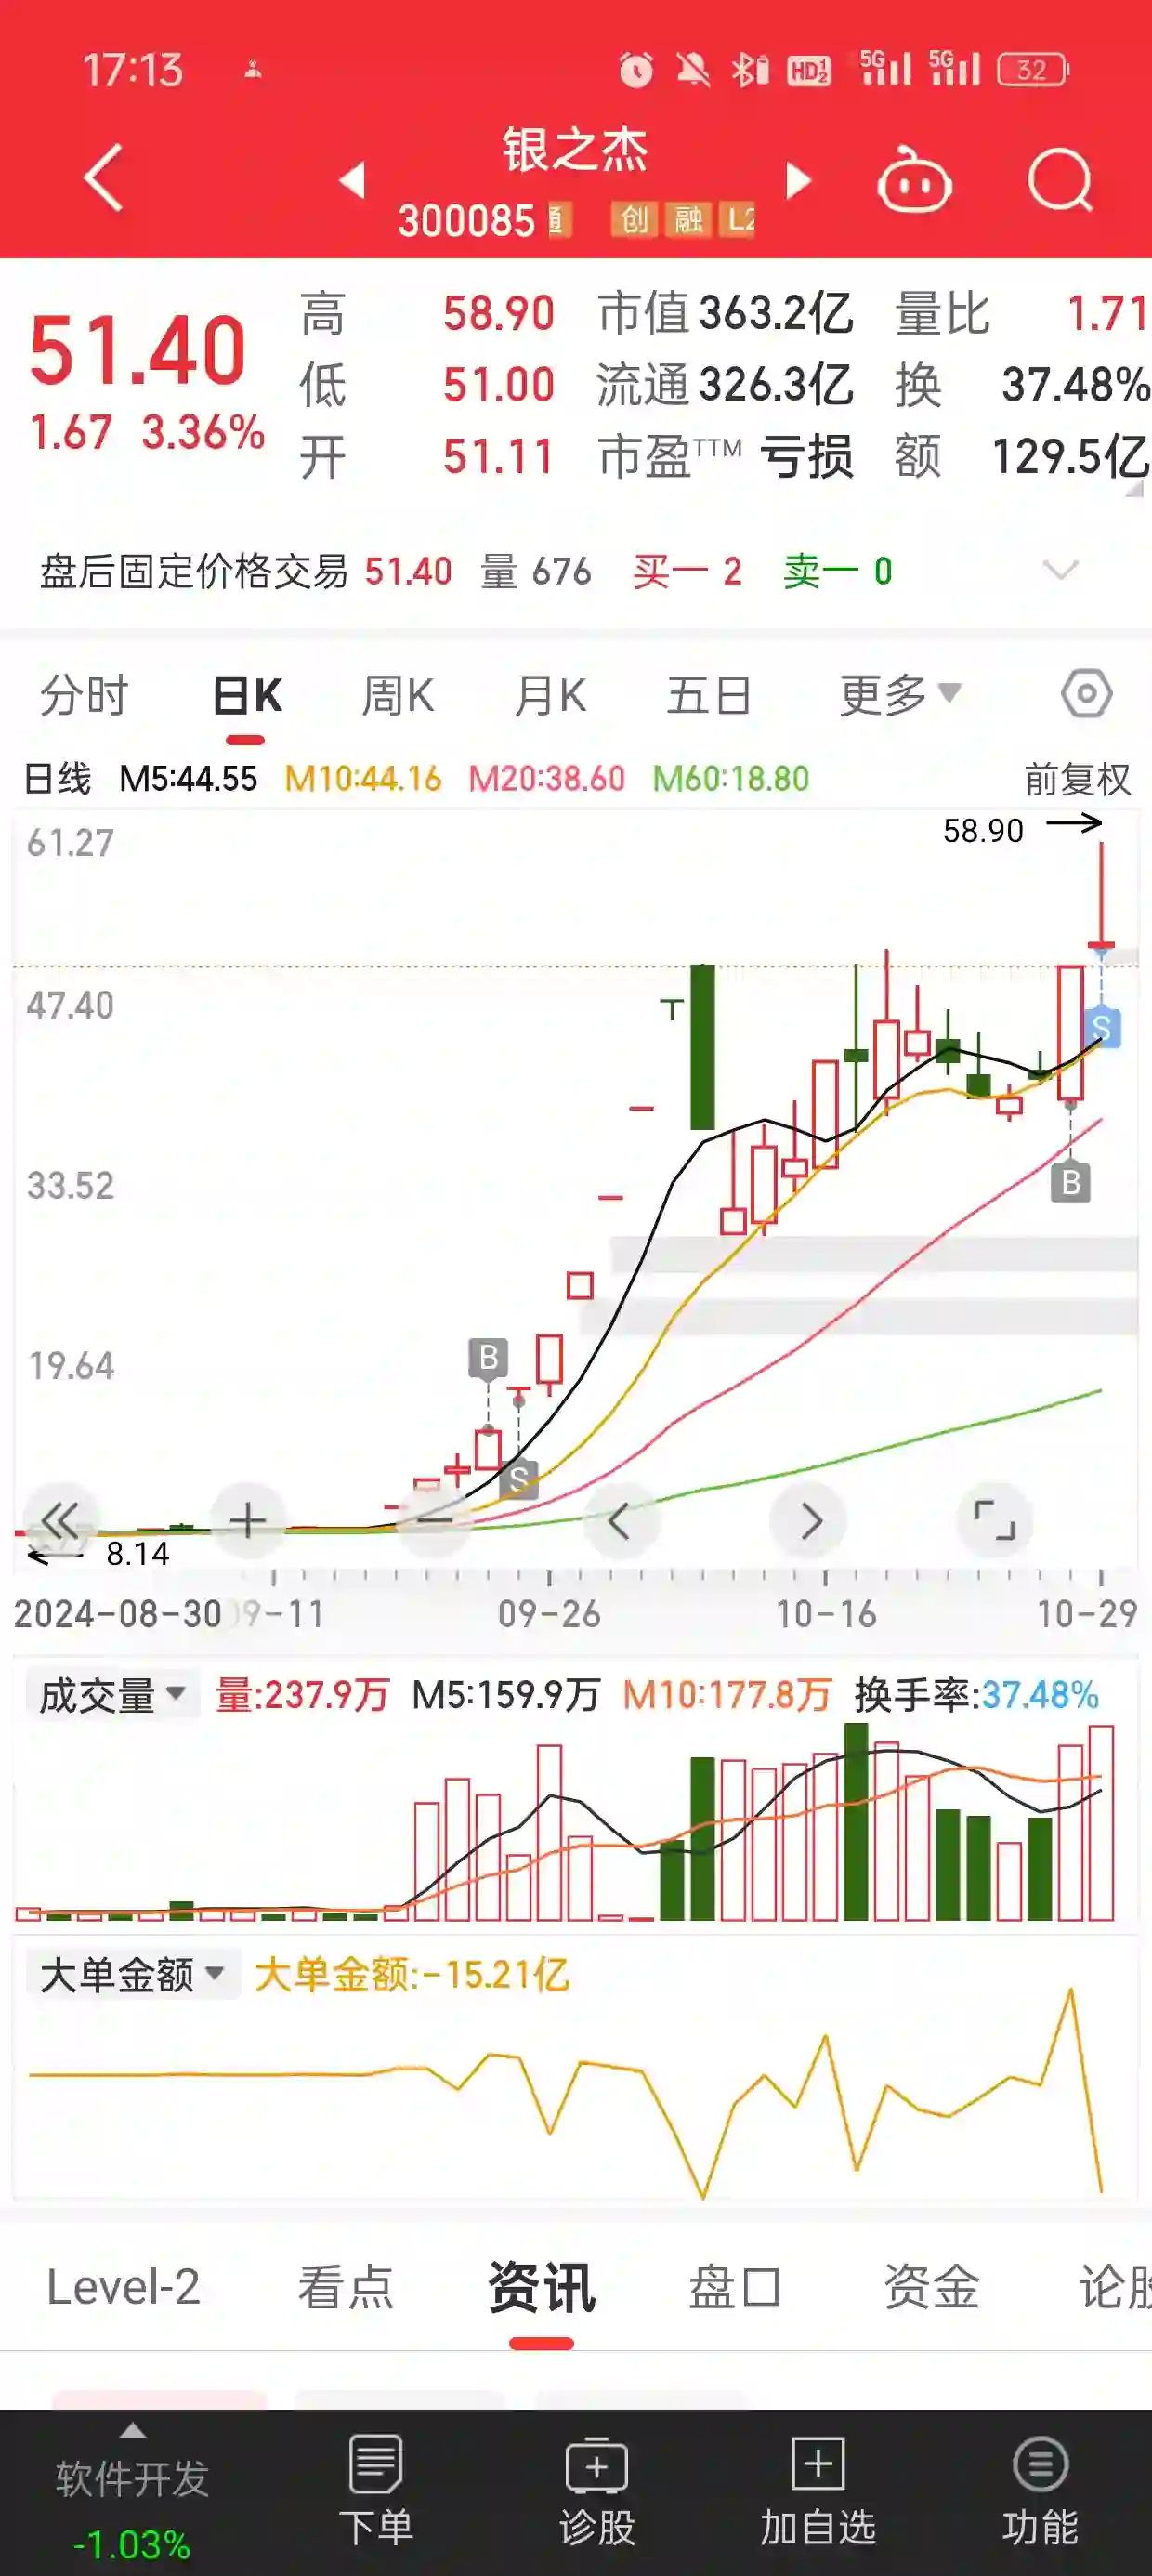 17:13 HD 1 2 5G 5G 32
银之杰
300085 通 创 融 L2
51.40 高 58.90 市值 363.2亿 量比 1.71
低 51.00 流通 326.3亿 换 37.48%
1.67 3.36%
开 51.11 市盈TTM 亏损 额 129.5亿
盘后固定价格交易 51.40 量 676 买一 2 卖一 0
分时 日K 周K 月K 五日 更多
日线 M5:44.55 M10:44.16 M20:38.60 M60:18.80 前复权
58.90
61.27
47.40
S
B
33.52
19.64
B
S
8.14
2024-08-30 09-11 09-26 10-16 10-29
成交量 量:237.9万 M5:159.9万 M10:177.8万 换手率:37.48%
大单金额 大单金额:-15.21亿
Level-2 看点 资讯 盘口 资金 论股
软件开发 下单 诊股 加自选 功能
-1.03%